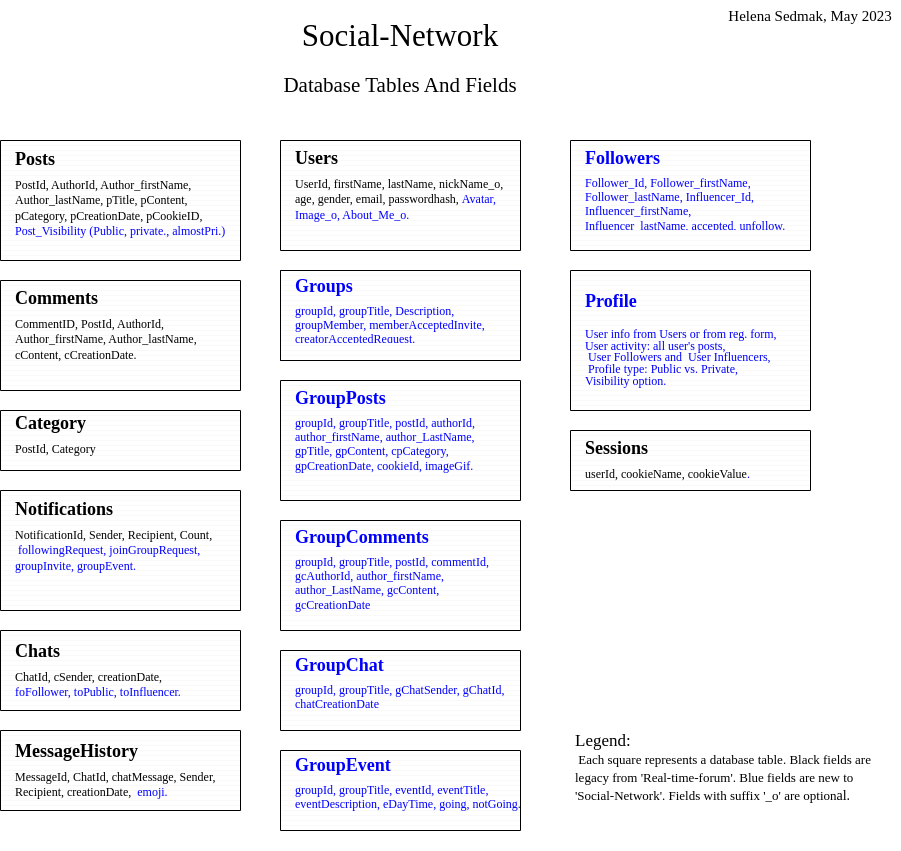 Helena Sedmak, May 2023
Social-Network
Database Tables And Fields
Posts
PostId, AuthorId, Author_firstName,
Author_lastName, pTitle, pContent,
pCategory, pCreationDate, pCookieID,
Post_Visibility (Public, private., almostPri.)
Comments
CommentID, PostId, AuthorId,
Author_firstName, Author_lastName,
cContent, cCreationDate.
Category
PostId, Category
Notifications
NotificationId, Sender, Recipient, Count,
followingRequest, joinGroupRequest,
groupInvite, groupEvent.
Chats
ChatId, cSender, creationDate,
foFollower, toPublic, toInfluencer.
MessageHistory
MessageId, ChatId, chatMessage, Sender,
Recipient, creationDate,  emoji.
Users
UserId, firstName, lastName, nickName_o,
age, gender, email, passwordhash, Avatar,
Image_o, About_Me_o.
Groups
groupId, groupTitle, Description,
groupMember, memberAcceptedInvite,
creatorAcceptedRequest.
GroupPosts
groupId, groupTitle, postId, authorId,
author_firstName, author_LastName,
gpTitle, gpContent, cpCategory,
gpCreationDate, cookieId, imageGif.
GroupComments
groupId, groupTitle, postId, commentId,
gcAuthorId, author_firstName,
author_LastName, gcContent,
gcCreationDate
GroupChat
groupId, groupTitle, gChatSender, gChatId,
chatCreationDate
GroupEvent
groupId, groupTitle, eventId, eventTitle,
eventDescription, eDayTime, going, notGoing.
Followers
Follower_Id, Follower_firstName,
Follower_lastName, Influencer_Id,
Influencer_firstName,
Influencer_lastName, accepted, unfollow.
Profile
User info from Users or from reg. form,
User activity: all user's posts,
User Followers and  User Influencers,
Profile type: Public vs. Private,
Visibility option.
Sessions
userId, cookieName, cookieValue.
Legend:
Each square represents a database table. Black fields are
legacy from 'Real-time-forum'. Blue fields are new to
'Social-Network'. Fields with suffix '_o' are optional.